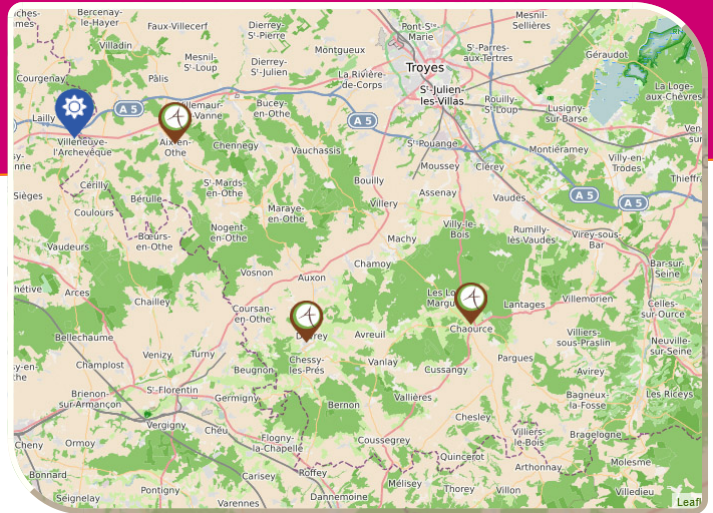 Bercenay-
le-Hayer
Faux-Villecerf
Dierrey-
St-Pierre
Pont-Ste-
Marie
Mesnil-
Sellières
Villadin
Montgueux
Mesnil-
St-Loup
Dierrey-
St-Julien
St-Parres-
aux-Tertres
Géraudot
Courgenay
Pâlis
La Rivière-
de-Corps
Troyes
St-Julien-
les-Villas
La Loge-
aux-Chèvres
Lailly
A 5
Bucey-
en-Othe
A 5
Rouilly-
St-Loup
Lusigny-
sur-Barse
Villeneuve-
l'Archevêque
Aix-en-
Othe
Chennegy
Vauchassis
St-Pouange
Montiéramey
Moussey
Clérey
Villy-en-
Trodes
Cérilly
St-Mards-
en-Othe
Bouilly
Assenay
Sièges
Bérulle
Vaudes
A 5
A 5
Coulours
Maraye-
en-Othe
Villery
Nogent-
en-Othe
Villy-le-
Bois
Rumilly-
lès-Vaudes
Virey-sous-
Bar
Vaudeurs
Bœurs-
en-Othe
Machy
Chamoy
Bar-sur-
Seine
Vosnon
Auxon
Arces
Chailley
Coursan-
en-Othe
Lantages
Villemorien
Celles-
sur-Ource
Chaource
Bellechaume
Avreuil
Villiers-
sous-Praslin
Neuville-
sur-Seine
Venizy
Turny
Chessy-
les-Prés
Vanlay
Pargues
Champlost
Beugnon
Cussangy
Avirey
Brienon-
sur-Armançon
St-Florentin
Germigny
Bernon
Vallières
Bagneux-
la-Fosse
Les Riceys
Vergigny
Chéu
Chesley
Cheny
Ormoy
Flogny-
la-Chapelle
Coussegrey
Villiers-
le-Bois
Bragelogne
Quincerot
Bonnard
Carisey
Roffey
Arthonnay
Molesme
Seignelay
Pontigny
Dannemoine
Mélisey
Thorey
Villon
Villedieu
Varennes
Leafl